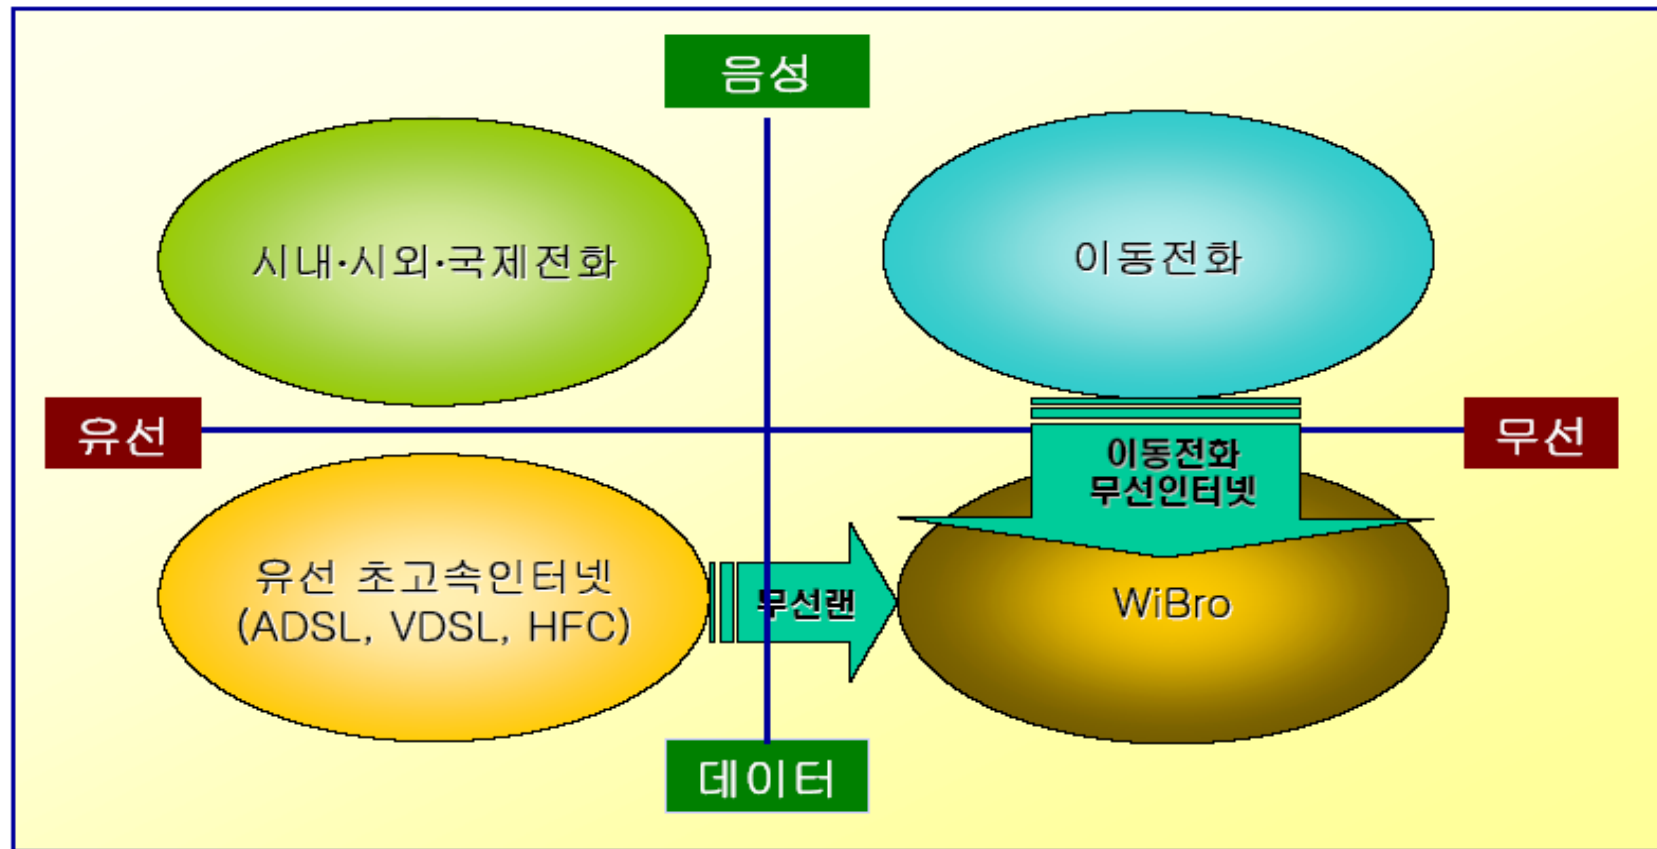 음성
시내·시외·국제전화
이동전화
유선
무선
이동전화
무선인터넷
유선 초고속인터넷
(ADSL, VDSL, HFC)
무선랜
WiBro
데이터